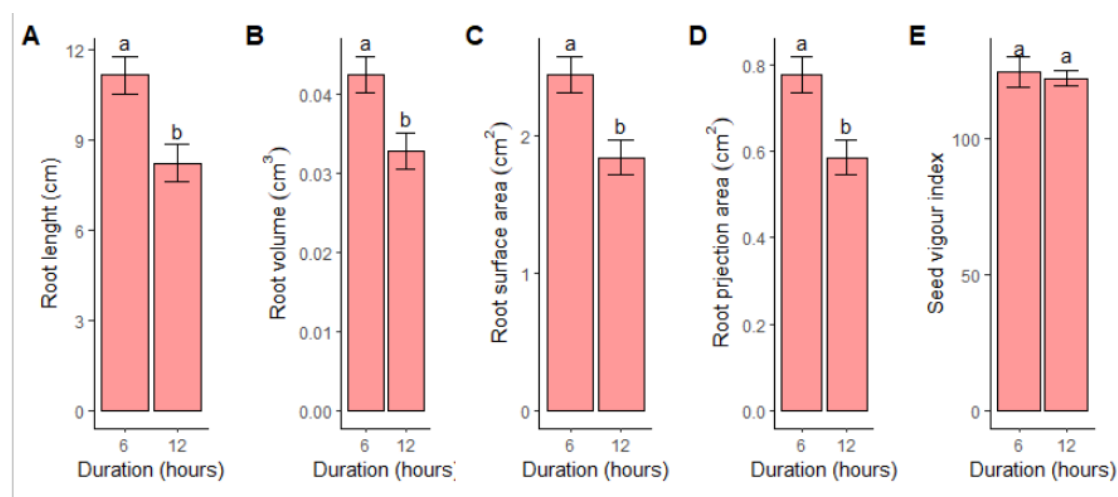 A
Root lenght (cm)
12
9
6
3
0
a
b
6
12
Duration (hours)
B
Root volume (cm³)
0.04
0.03
0.02
0.01
0.00
a
b
6
12
Duration (hours)
C
Root surface area (cm²)
2
1
0
a
b
6
12
Duration (hours)
D
Root prjection area (cm²)
0.8
0.6
0.4
0.2
0.0
a
b
6
12
Duration (hours)
E
Seed vigour index
100
50
0
a
a
6
12
Duration (hours)